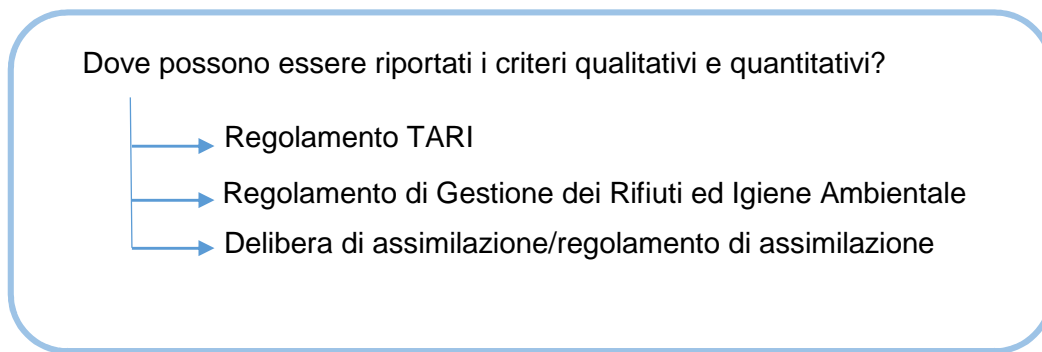 Dove possono essere riportati i criteri qualitativi e quantitativi?
Regolamento TARI
Regolamento di Gestione dei Rifiuti ed Igiene Ambientale
Delibera di assimilazione/regolamento di assimilazione